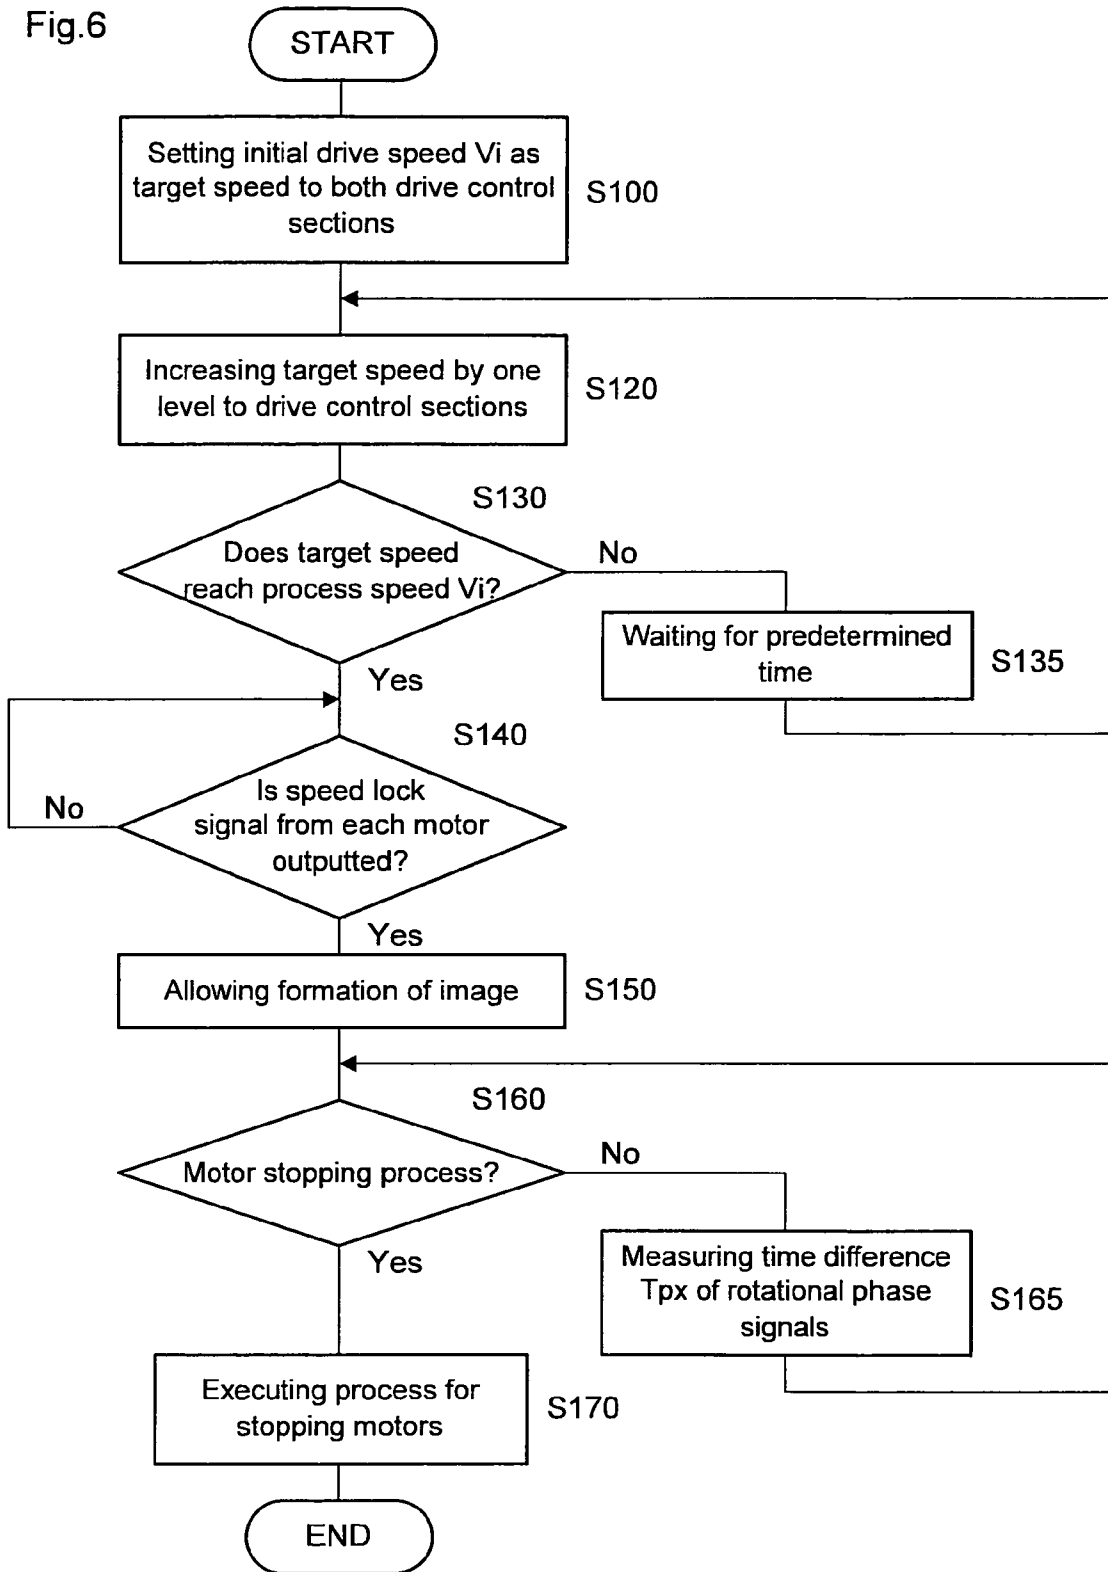 Fig.6
START
Setting initial drive speed Vi as
target speed to both drive control
sections
S100
Increasing target speed by one
level to drive control sections
S120
S130
Does target speed
reach process speed Vi?
No
Waiting for predetermined
time
S135
Yes
S140
Is speed lock
signal from each motor
outputted?
No
Yes
Allowing formation of image
S150
S160
Motor stopping process?
No
Measuring time difference
Tpx of rotational phase
signals
S165
Yes
Executing process for
stopping motors
S170
END